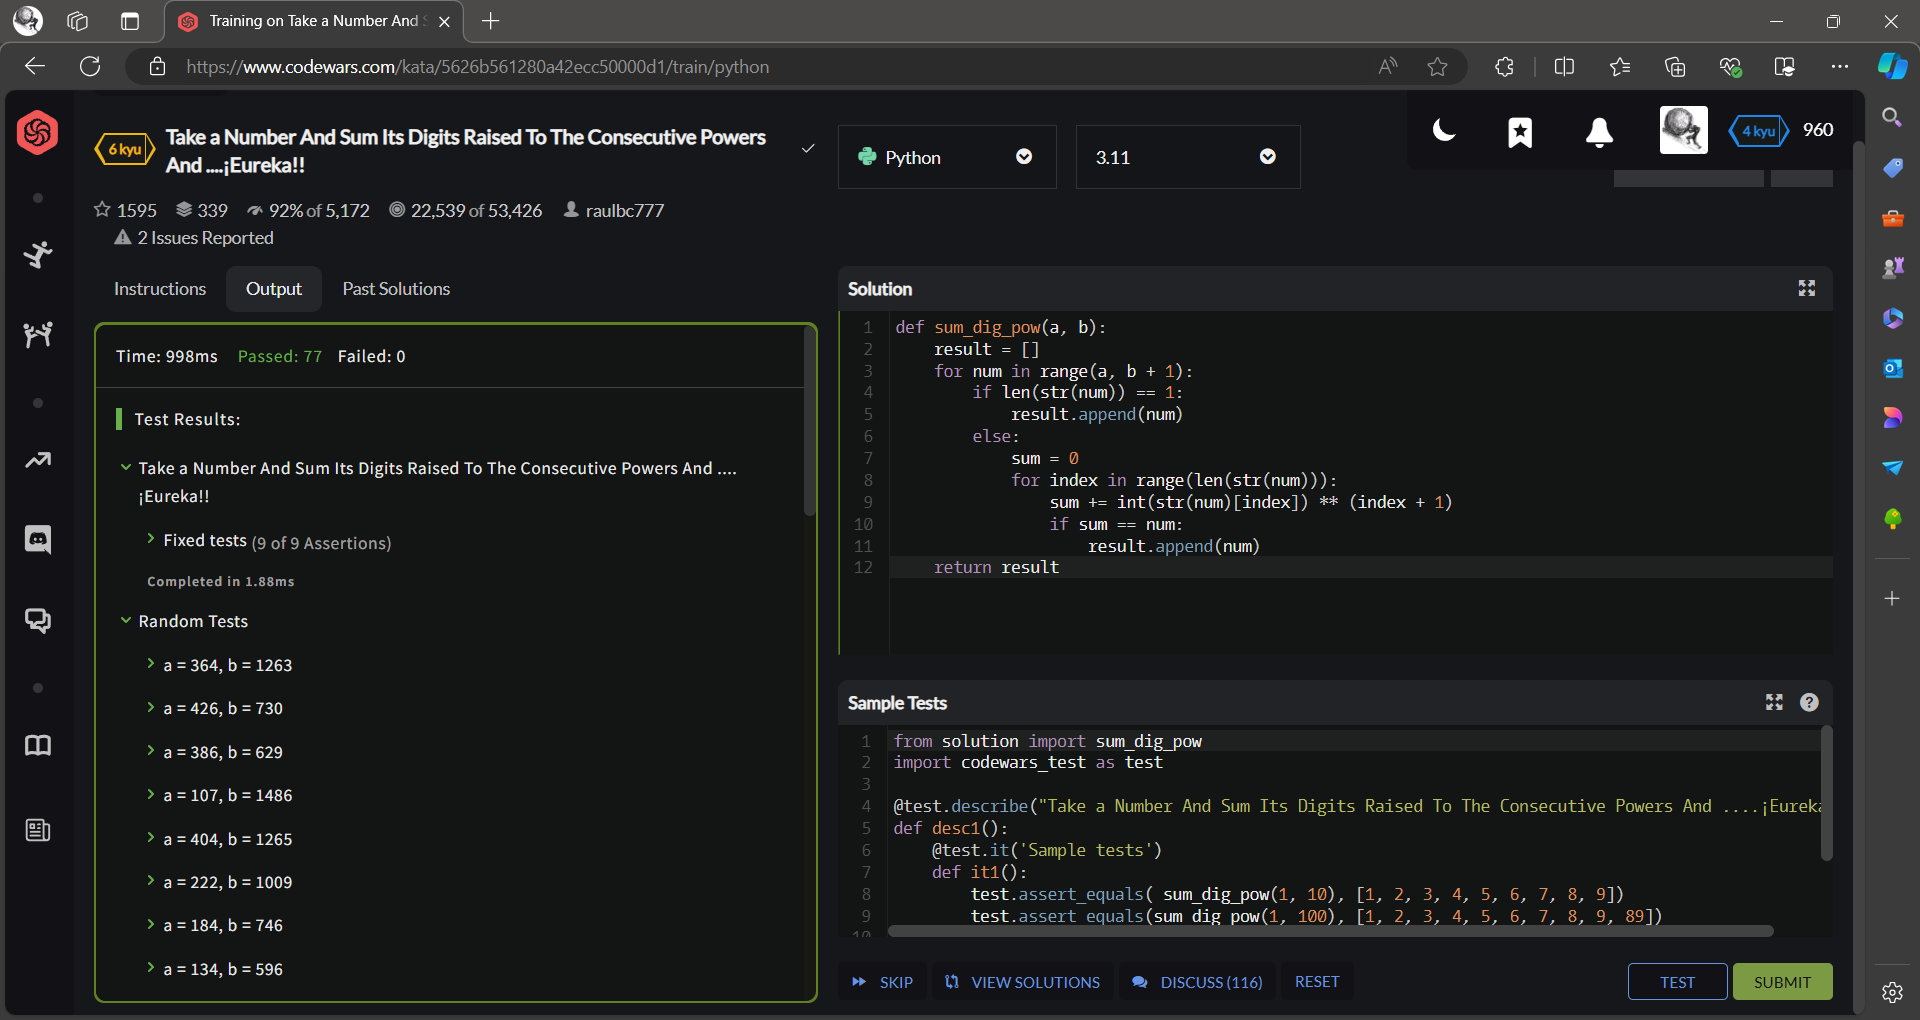 Training on Take a Number And S
https://www.codewars.com/kata/5626b561280a42ecc50000d1/train/python
6 kyu
Take a Number And Sum Its Digits Raised To The Consecutive Powers
And ....¡Eureka!!
1595 339 92% of 5,172 22,539 of 53,426 raulbc777
2 Issues Reported
Python
3.11
4 kyu
960
Instructions Output Past Solutions
Time: 998ms Passed: 77 Failed: 0
Test Results:
Take a Number And Sum Its Digits Raised To The Consecutive Powers And ....
¡Eureka!!
Fixed tests (9 of 9 Assertions)
Completed in 1.88ms
Random Tests
a = 364, b = 1263
a = 426, b = 730
a = 386, b = 629
a = 107, b = 1486
a = 404, b = 1265
a = 222, b = 1009
a = 184, b = 746
a = 134, b = 596
Solution
1 def sum_dig_pow(a, b):
2     result = []
3     for num in range(a, b + 1):
4         if len(str(num)) == 1:
5             result.append(num)
6         else:
7             sum = 0
8             for index in range(len(str(num))):
9                 sum += int(str(num)[index]) ** (index + 1)
10                 if sum == num:
11                     result.append(num)
12     return result
Sample Tests
1 from solution import sum_dig_pow
2 import codewars_test as test
3
4 @test.describe("Take a Number And Sum Its Digits Raised To The Consecutive Powers And ....¡Eureka
5 def desc1():
6     @test.it('Sample tests')
7     def it1():
8         test.assert_equals( sum_dig_pow(1, 10), [1, 2, 3, 4, 5, 6, 7, 8, 9])
9         test.assert_equals(sum_dig_pow(1, 100), [1, 2, 3, 4, 5, 6, 7, 8, 9, 89])
10
SKIP VIEW SOLUTIONS DISCUSS (116) RESET TEST SUBMIT